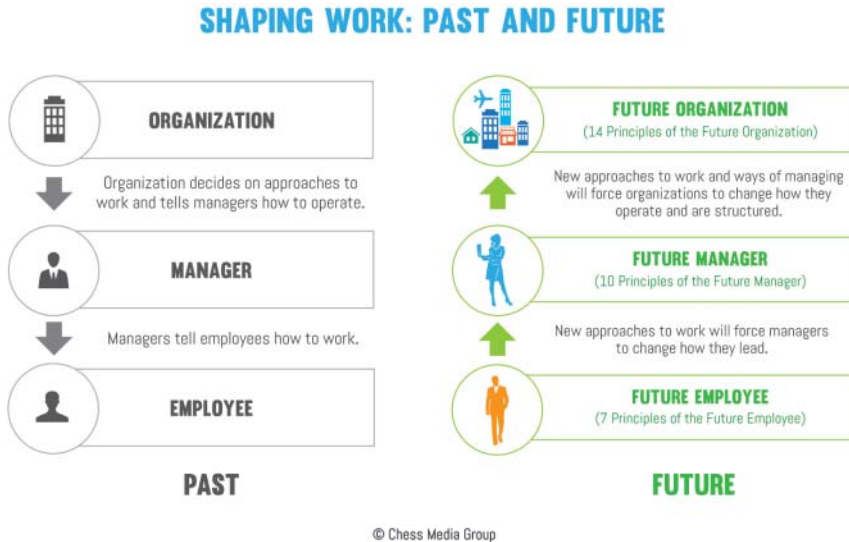 SHAPING WORK: PAST AND FUTURE
ORGANIZATION
Organization decides on approaches to
work and tells managers how to operate.
MANAGER
Managers tell employees how to work.
EMPLOYEE
PAST
FUTURE ORGANIZATION
(14 Principles of the Future Organization)
New approaches to work and ways of managing
will force organizations to change how they
operate and are structured.
FUTURE MANAGER
(10 Principles of the Future Manager)
New approaches to work will force managers
to change how they lead.
FUTURE EMPLOYEE
(7 Principles of the Future Employee)
FUTURE
© Chess Media Group